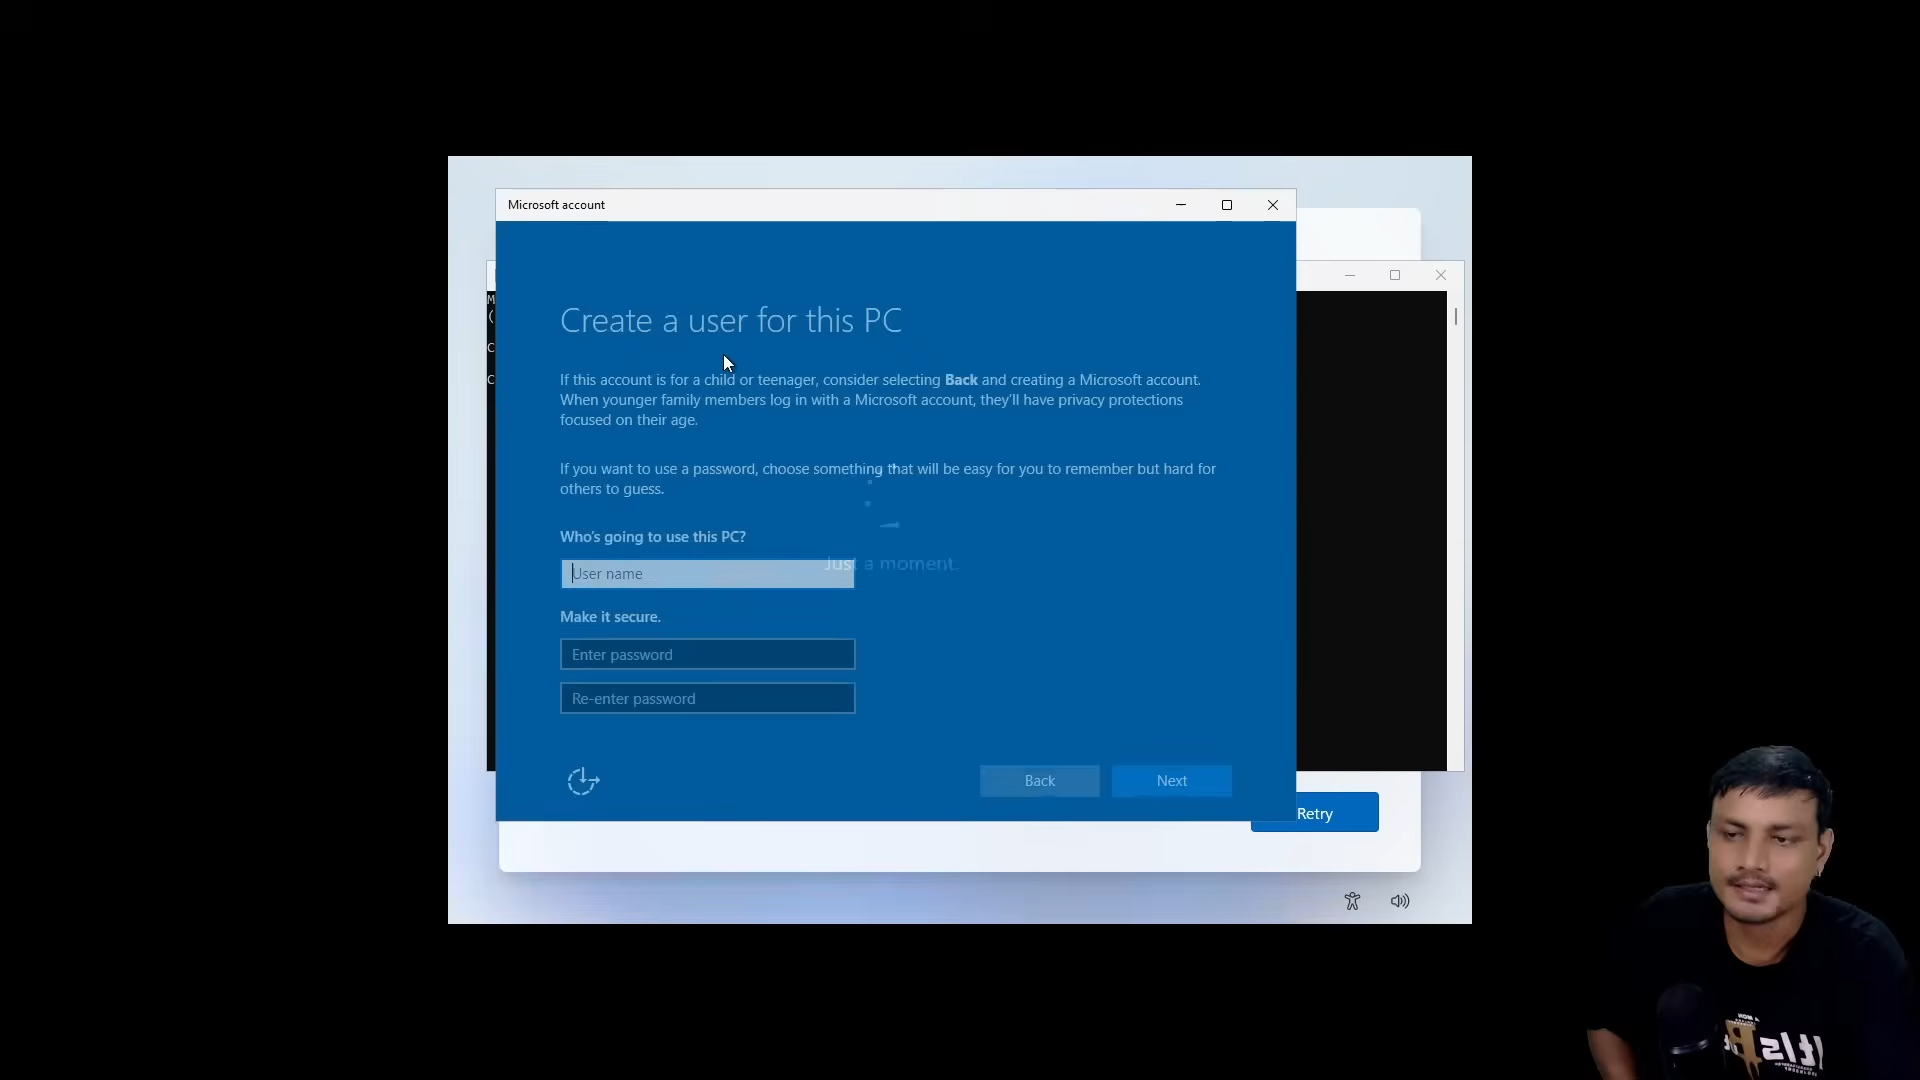 Microsoft account
M
(
C
C
Create a user for this PC
If this account is for a child or teenager, consider selecting Back and creating a Microsoft account.
When younger family members log in with a Microsoft account, they'll have privacy protections
focused on their age.
If you want to use a password, choose something that will be easy for you to remember but hard for
others to guess.
Who's going to use this PC?
Just a moment.
User name
Make it secure.
Enter password
Re-enter password
Back
Next
Retry